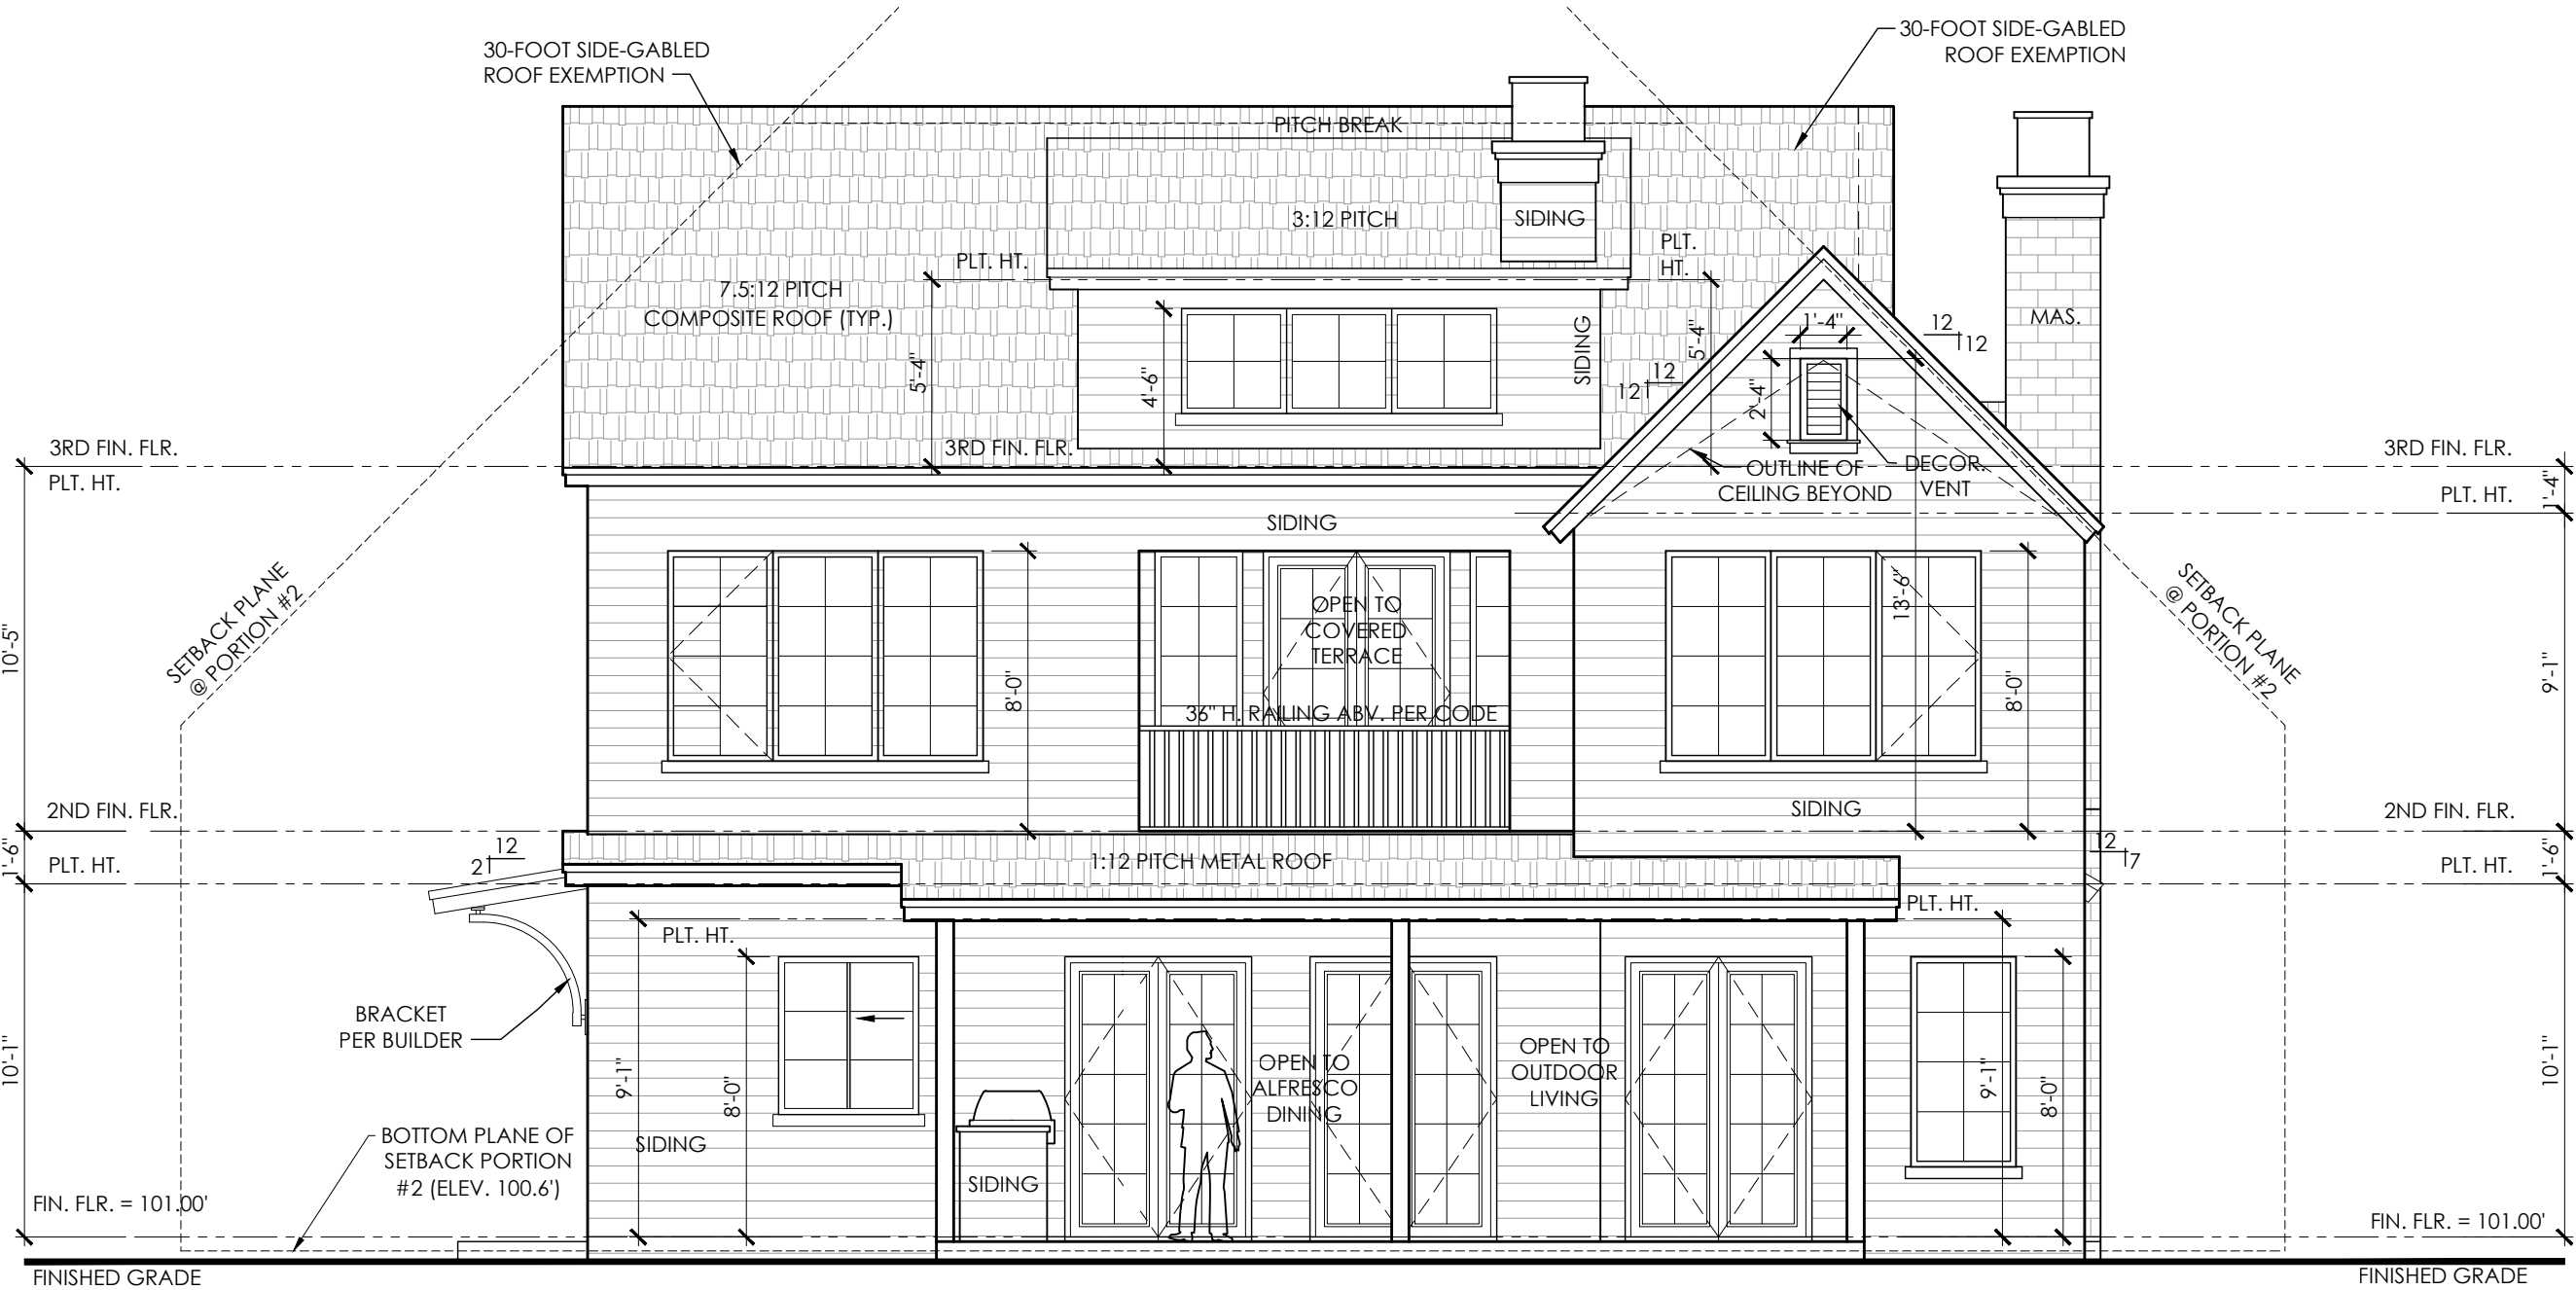 30-FOOT SIDE-GABLED
ROOF EXEMPTION
30-FOOT SIDE-GABLED
ROOF EXEMPTION
PITCH BREAK
3:12 PITCH
SIDING
PLT. HT.
PLT.
HT.
7.5:12 PITCH
COMPOSITE ROOF (TYP.)
SIDING
MAS.
1'-4"
12
12
12
12
5'-4"
4'-6"
5'-4"
2'-4"
3RD FIN. FLR.
PLT. HT.
3RD FIN. FLR.
OUTLINE OF
CEILING BEYOND
DECOR.
VENT
3RD FIN. FLR.
PLT. HT.
1'-4"
SIDING
SETBACK PLANE
@ PORTION #2
OPEN TO
COVERED
TERRACE
13'-6"
SETBACK PLANE
@ PORTION #2
10'-5"
8'-0"
8'-0"
9'-1"
36" H. RAILING ABV. PER CODE
2ND FIN. FLR.
SIDING
2ND FIN. FLR.
1'-6"
PLT. HT.
12
2
1:12 PITCH METAL ROOF
12
7
PLT. HT.
1'-6"
PLT. HT.
PLT. HT.
BRACKET
PER BUILDER
10'-1"
9'-1"
8'-0"
OPEN TO
ALFRESCO
DINING
OPEN TO
OUTDOOR
LIVING
9'-1"
8'-0"
10'-1"
BOTTOM PLANE OF
SETBACK PORTION
#2 (ELEV. 100.6')
SIDING
SIDING
FIN. FLR. = 101.00'
FIN. FLR. = 101.00'
FINISHED GRADE
FINISHED GRADE